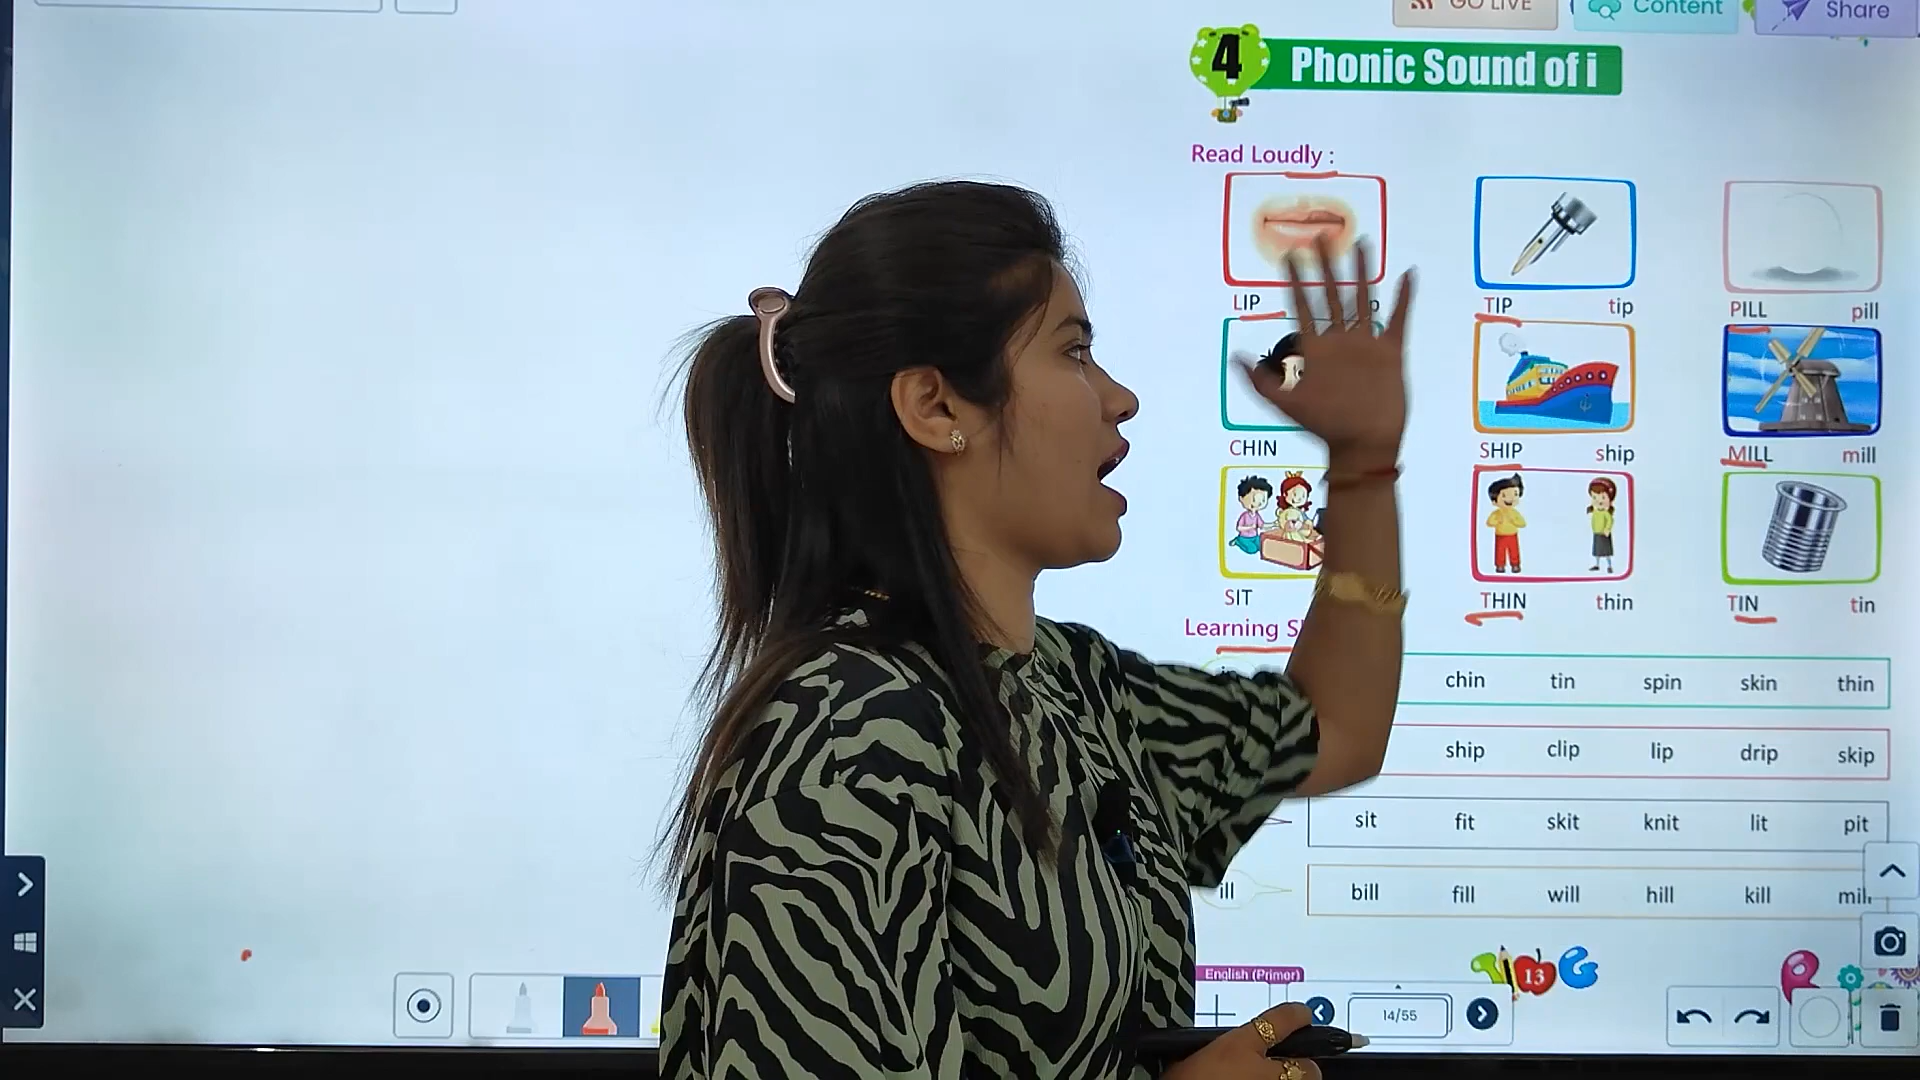 GO LIVE
Content
Share
4 Phonic Sound of i
Read Loudly :
LIP
TIP tip
PILL pill
CHIN
SHIP ship
MILL mill
SIT
THIN thin
TIN tin
Learning
chin tin spin skin thin
ship clip lip drip skip
sit fit skit knit lit pit
ill bill fill will hill kill
English (Primer)
13
14/55